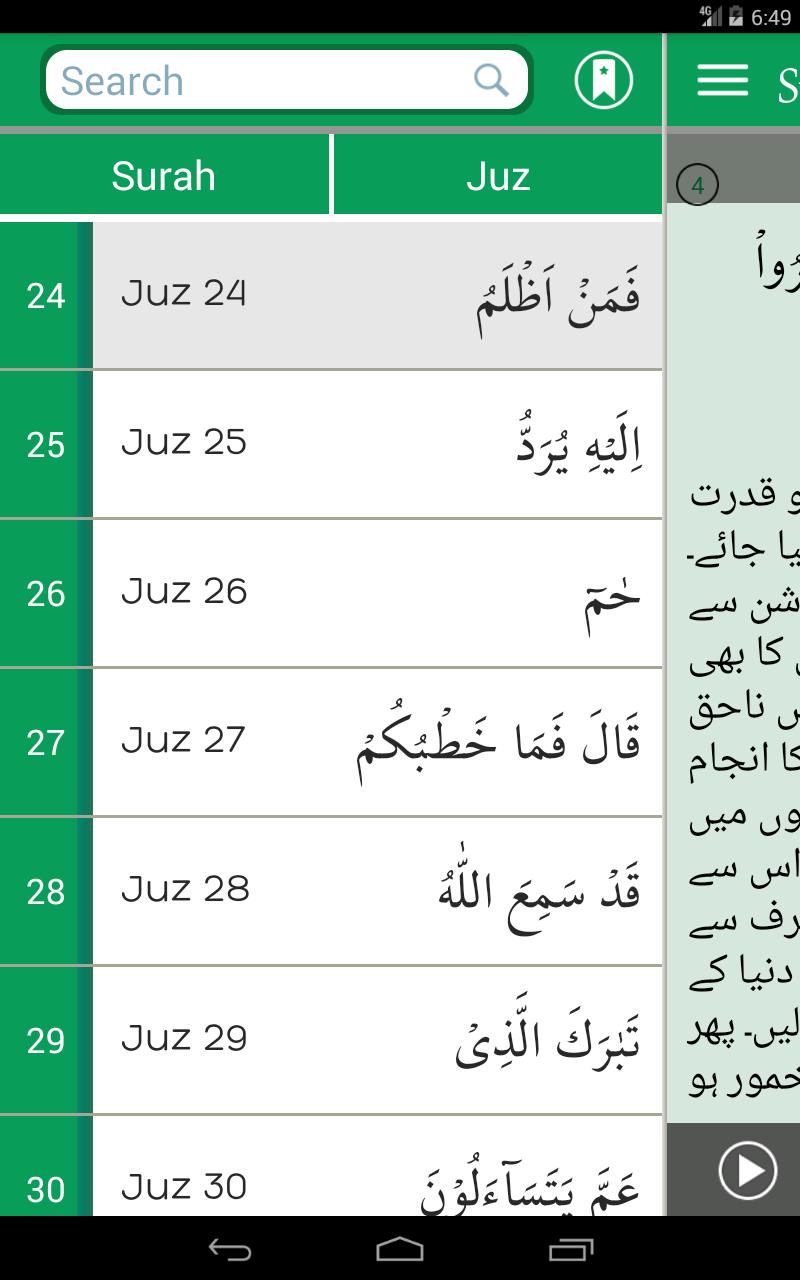 4G 6:49
Search
Surah Juz
4
24 Juz 24 فَمَنْ اَظْلَمُ
25 Juz 25 اِلَيْهِ يُرَدُّ
26 Juz 26 حٰمٓ
27 Juz 27 قَالَ فَمَا خَطْبُكُمْ
28 Juz 28 قَدْ سَمِعَ اللّٰهُ
29 Juz 29 تَبٰرَكَ الَّذِىْ
30 Juz 30 عَمَّ يَتَسَآءَلُوْنَ
و قدرت
یا جائے۔
شن سے
کا بھی
ں ناحق
کا انجام
وں میں
اس سے
رف سے
دنیا کے
لیں۔ پھر
خمور ہو